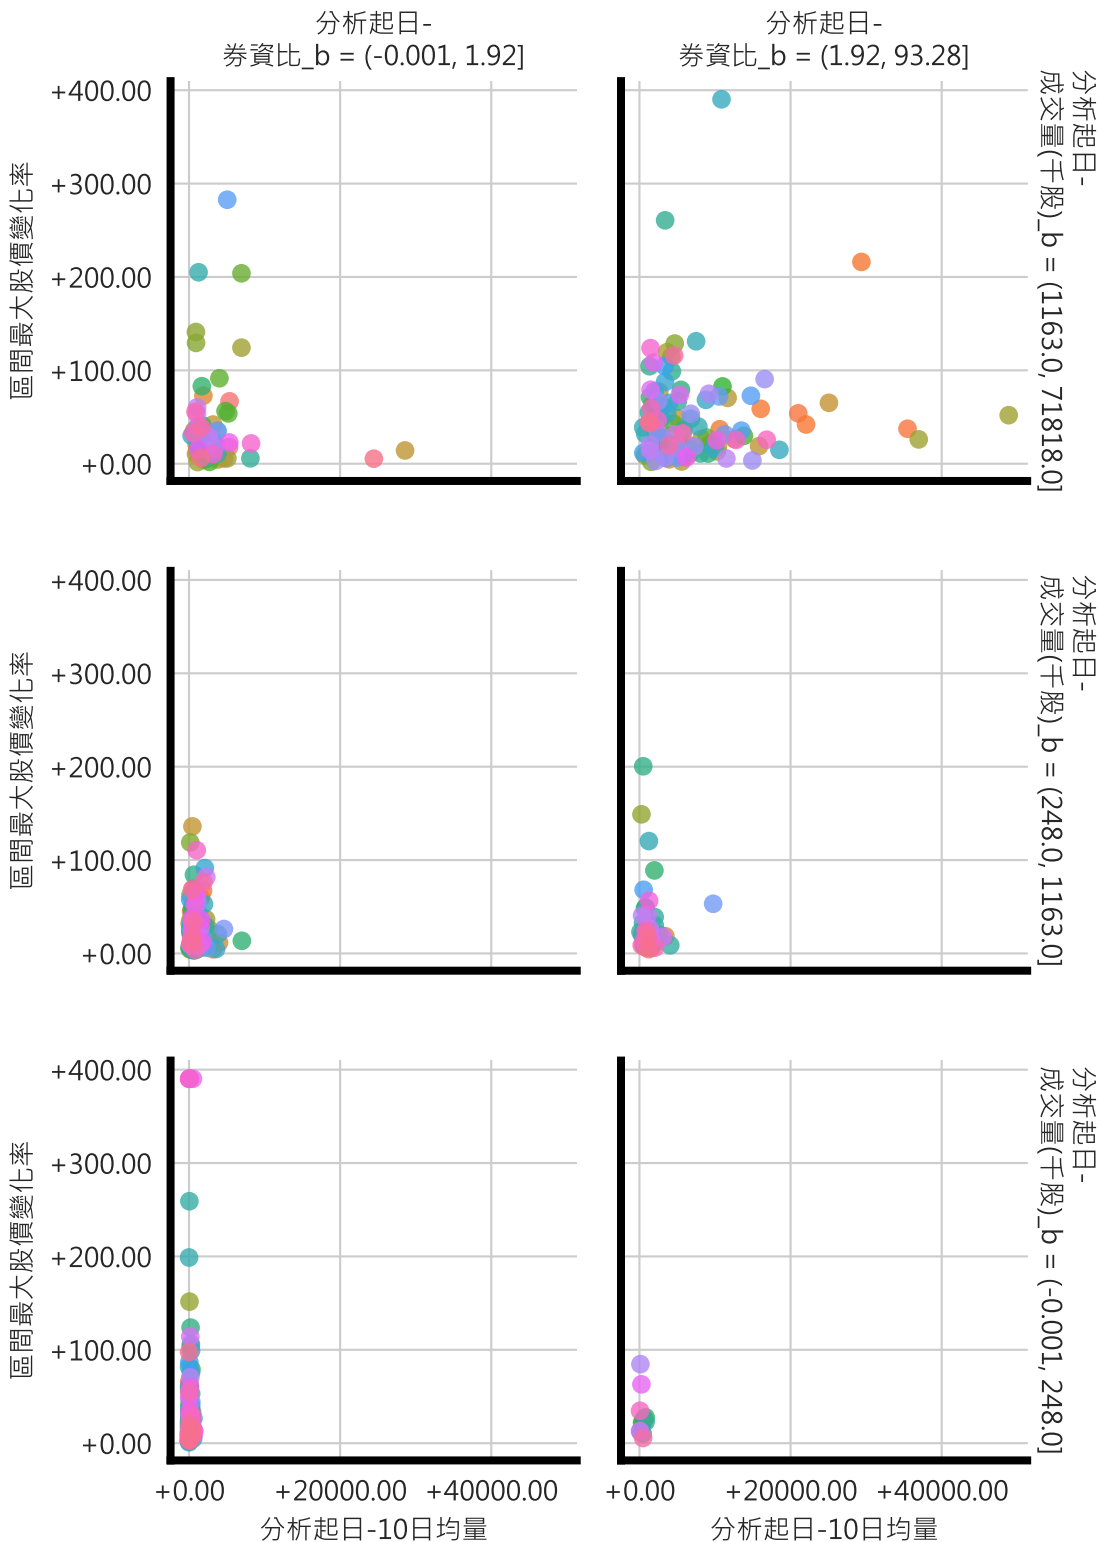 分析起日-
券資比_b = (-0.001, 1.92]
分析起日-
券資比_b = (1.92, 93.28]
分析起日-
成交量(千股)_b = (1163.0, 71818.0]
區間最大股價變化率
+400.00
+300.00
+200.00
+100.00
+0.00
分析起日-
成交量(千股)_b = (248.0, 1163.0]
區間最大股價變化率
+400.00
+300.00
+200.00
+100.00
+0.00
分析起日-
成交量(千股)_b = (-0.001, 248.0]
區間最大股價變化率
+400.00
+300.00
+200.00
+100.00
+0.00
+0.00 +20000.00 +40000.00
分析起日-10日均量
+0.00 +20000.00 +40000.00
分析起日-10日均量